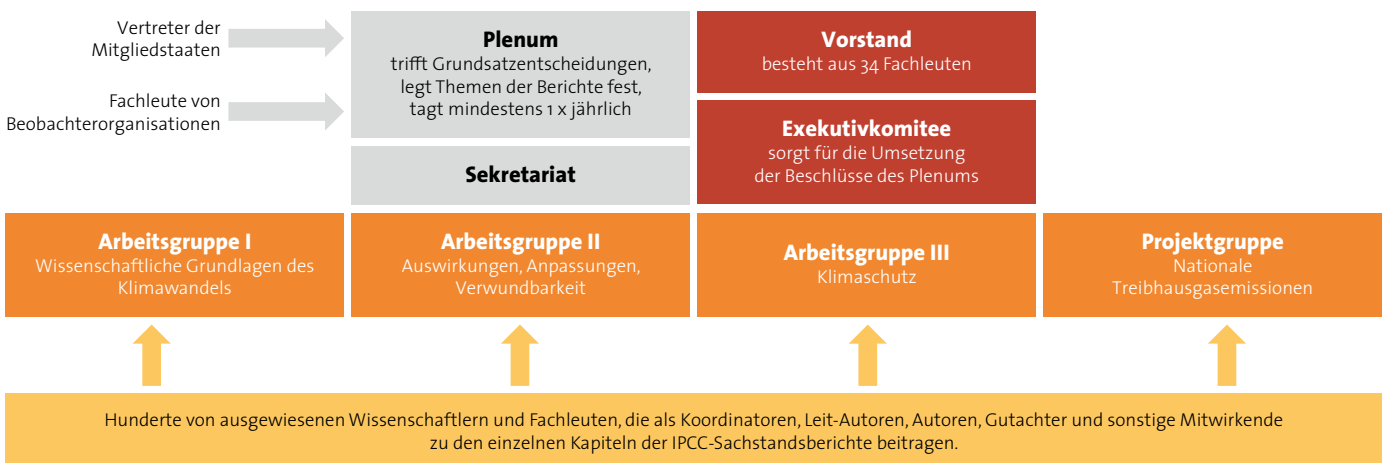 Vertreter der
Mitgliedstaaten
Fachleute von
Beobachterorganisationen
Plenum
trifft Grundsatzentscheidungen,
legt Themen der Berichte fest,
tagt mindestens 1 x jährlich
Sekretariat
Vorstand
besteht aus 34 Fachleuten
Exekutivkomitee
sorgt für die Umsetzung
der Beschlüsse des Plenums
Arbeitsgruppe I
Wissenschaftliche Grundlagen des
Klimawandels
Arbeitsgruppe II
Auswirkungen, Anpassungen,
Verwundbarkeit
Arbeitsgruppe III
Klimaschutz
Projektgruppe
Nationale
Treibhausgasemissionen
Hunderte von ausgewiesenen Wissenschaftlern und Fachleuten, die als Koordinatoren, Leit-Autoren, Autoren, Gutachter und sonstige Mitwirkende
zu den einzelnen Kapiteln der IPCC-Sachstandsberichte beitragen.